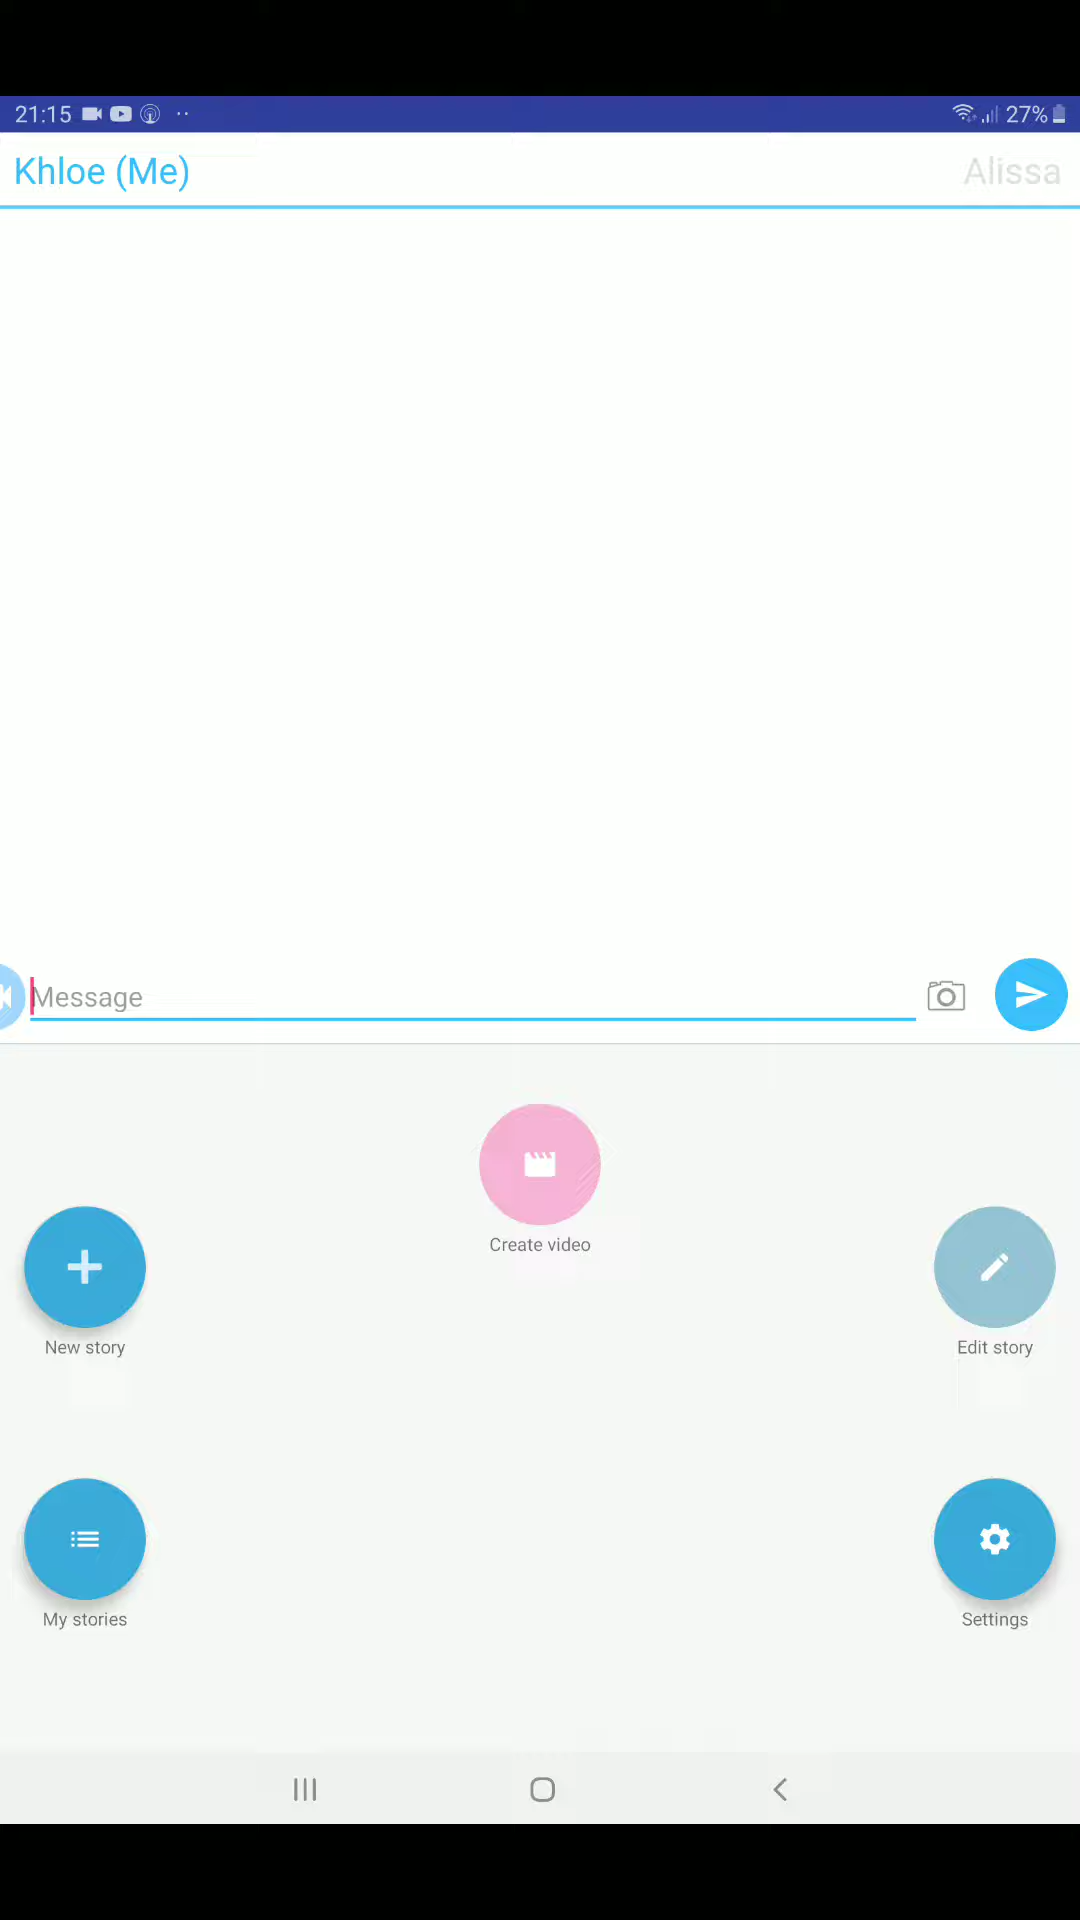 21:15 27%
Khloe (Me) Alissa
Message
Create video
New story Edit story
My stories Settings